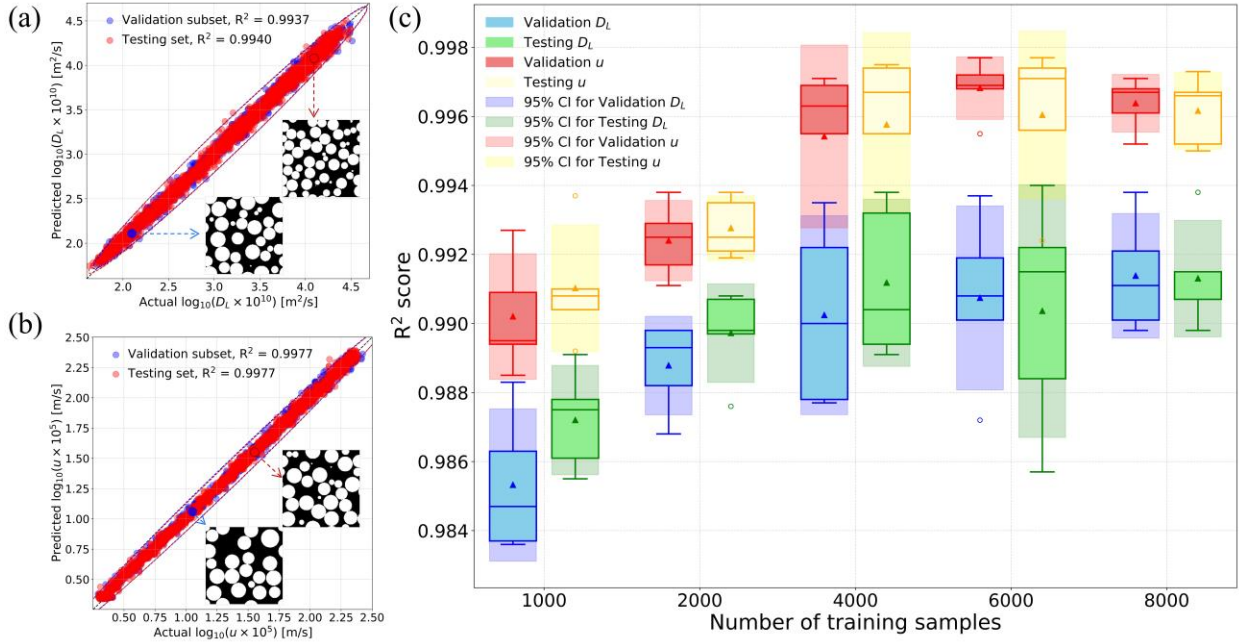 (a)
Validation subset, R² = 0.9937
Testing set, R² = 0.9940
Predicted log₁₀(D_L × 10¹⁰) [m²/s]
4.5
4.0
3.5
3.0
2.5
2.0
2.0
2.5
3.0
3.5
4.0
4.5
Actual log₁₀(D_L × 10¹⁰) [m²/s]
(b)
Validation subset, R² = 0.9977
Testing set, R² = 0.9977
Predicted log₁₀(u × 10⁵) [m/s]
2.50
2.25
2.00
1.75
1.50
1.25
1.00
0.75
0.50
0.50
0.75
1.00
1.25
1.50
1.75
2.00
2.25
2.50
Actual log₁₀(u × 10⁵) [m/s]
(c)
Validation D_L
Testing D_L
Validation u
Testing u
95% CI for Validation D_L
95% CI for Testing D_L
95% CI for Validation u
95% CI for Testing u
R² score
0.998
0.996
0.994
0.992
0.990
0.988
0.986
0.984
1000
2000
4000
6000
8000
Number of training samples